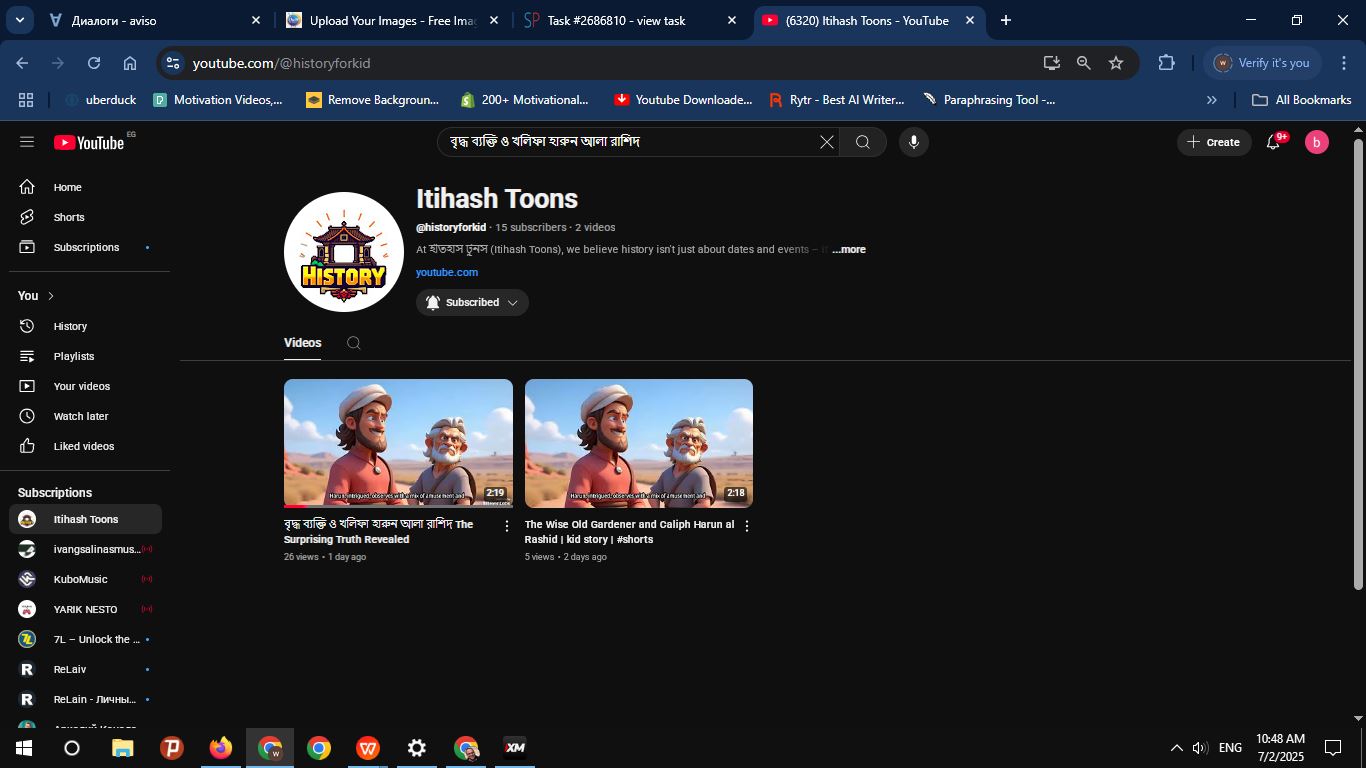 Диалоги - aviso
Upload Your Images - Free Ima
Task #2686810 - view task
(6320) Itihash Toons - YouTube
youtube.com/@historyforkid
Verify it's you
uberduck
Motivation Videos,...
Remove Backgroun...
200+ Motivational...
Youtube Downloade...
Rytr - Best AI Writer...
Paraphrasing Tool -...
All Bookmarks
YouTube EG
বৃদ্ধ ব্যক্তি ও খলিফা হারুন আলা রাশিদ
Create
9+
b
Home
Shorts
Subscriptions
You
History
Playlists
Your videos
Watch later
Liked videos
Subscriptions
Itihash Toons
ivangsalinasmus...
KuboMusic
YARIK NESTO
7L – Unlock the ...
ReLaiv
ReLain - Личны...
HISTORY
Itihash Toons
@historyforkid · 15 subscribers · 2 videos
(Itihash Toons), we believe history isn't just about dates and events – ...more
youtube.com
Subscribed
Videos
Harun, intrigued, observes with a mix of amusement and
2:19
বৃদ্ধ ব্যক্তি ও খলিফা হারুন আলা রাশিদ The
Surprising Truth Revealed
26 views • 1 day ago
Harun, intrigued, observes with a mix of amusement and
2:18
The Wise Old Gardener and Caliph Harun al
Rashid | kid story | #shorts
5 views • 2 days ago
XM
ENG
10:48 AM
7/2/2025